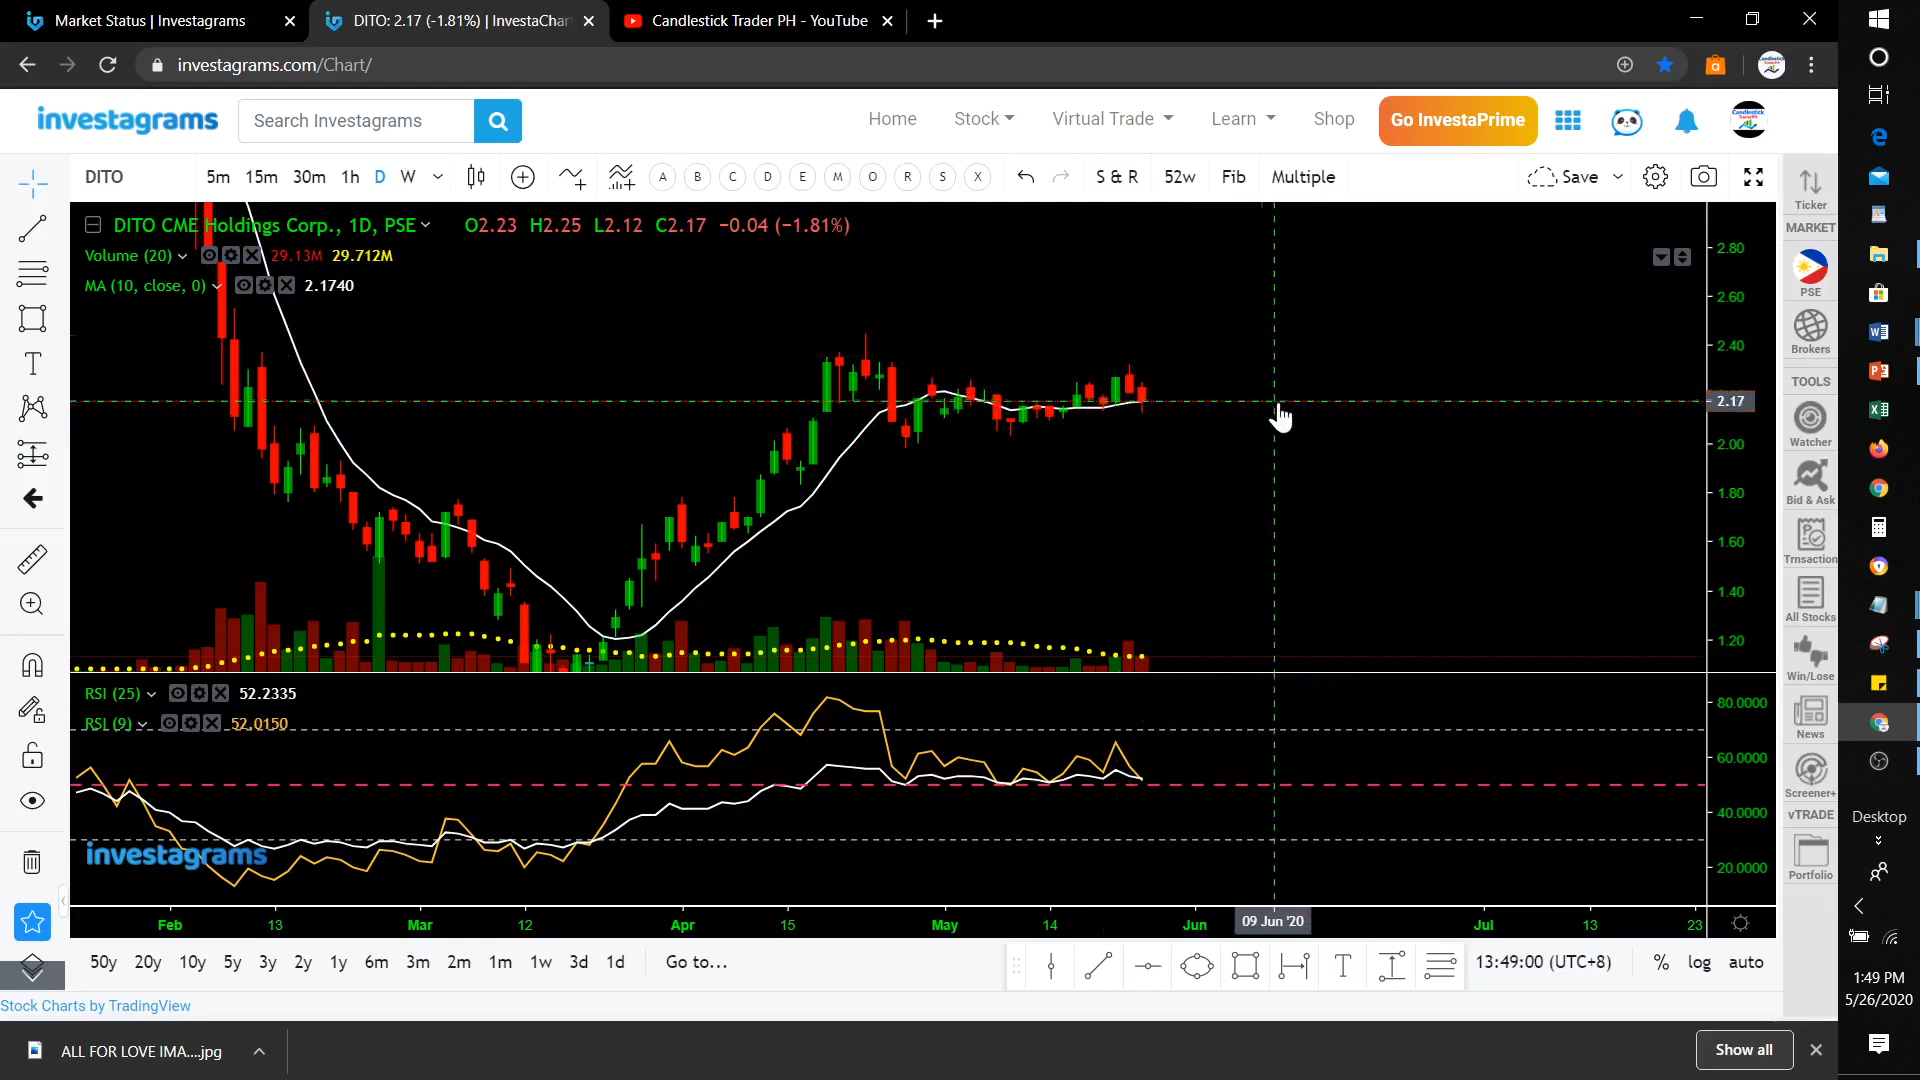 Market Status | Investagrams
DITO: 2.17 (-1.81%) | InvestaChar
Candlestick Trader PH - YouTube
investagrams.com/Chart/
investagrams
Search Investagrams
Home
Stock
Virtual Trade
Learn
Shop
Go InvestaPrime
DITO
5m 15m 30m 1h D W
A B C D E M O R S X
S & R
52w
Fib
Multiple
Save
Ticker
DITO CME Holdings Corp., 1D, PSE
O2.23 H2.25 L2.12 C2.17 −0.04 (−1.81%)
Volume (20) 29.13M 29.712M
MA (10, close, 0) 2.1740
2.80
2.60
2.40
2.17
2.00
1.80
1.60
1.40
1.20
RSI (25) 52.2335
RSI (9) 52.0150
80.0000
60.0000
40.0000
20.0000
investagrams
Feb 13 Mar 12 Apr 15 May 14 Jun 09 Jun '20 Jul 13 23
MARKET
PSE
Brokers
TOOLS
Watcher
Bid & Ask
Trnsaction
All Stocks
Win/Lose
News
Screener+
vTRADE
Portfolio
50y 20y 10y 5y 3y 2y 1y 6m 3m 2m 1m 1w 3d 1d Go to...
13:49:00 (UTC+8)
% log auto
Stock Charts by TradingView
ALL FOR LOVE IMA....jpg
Show all
Desktop
1:49 PM
5/26/2020